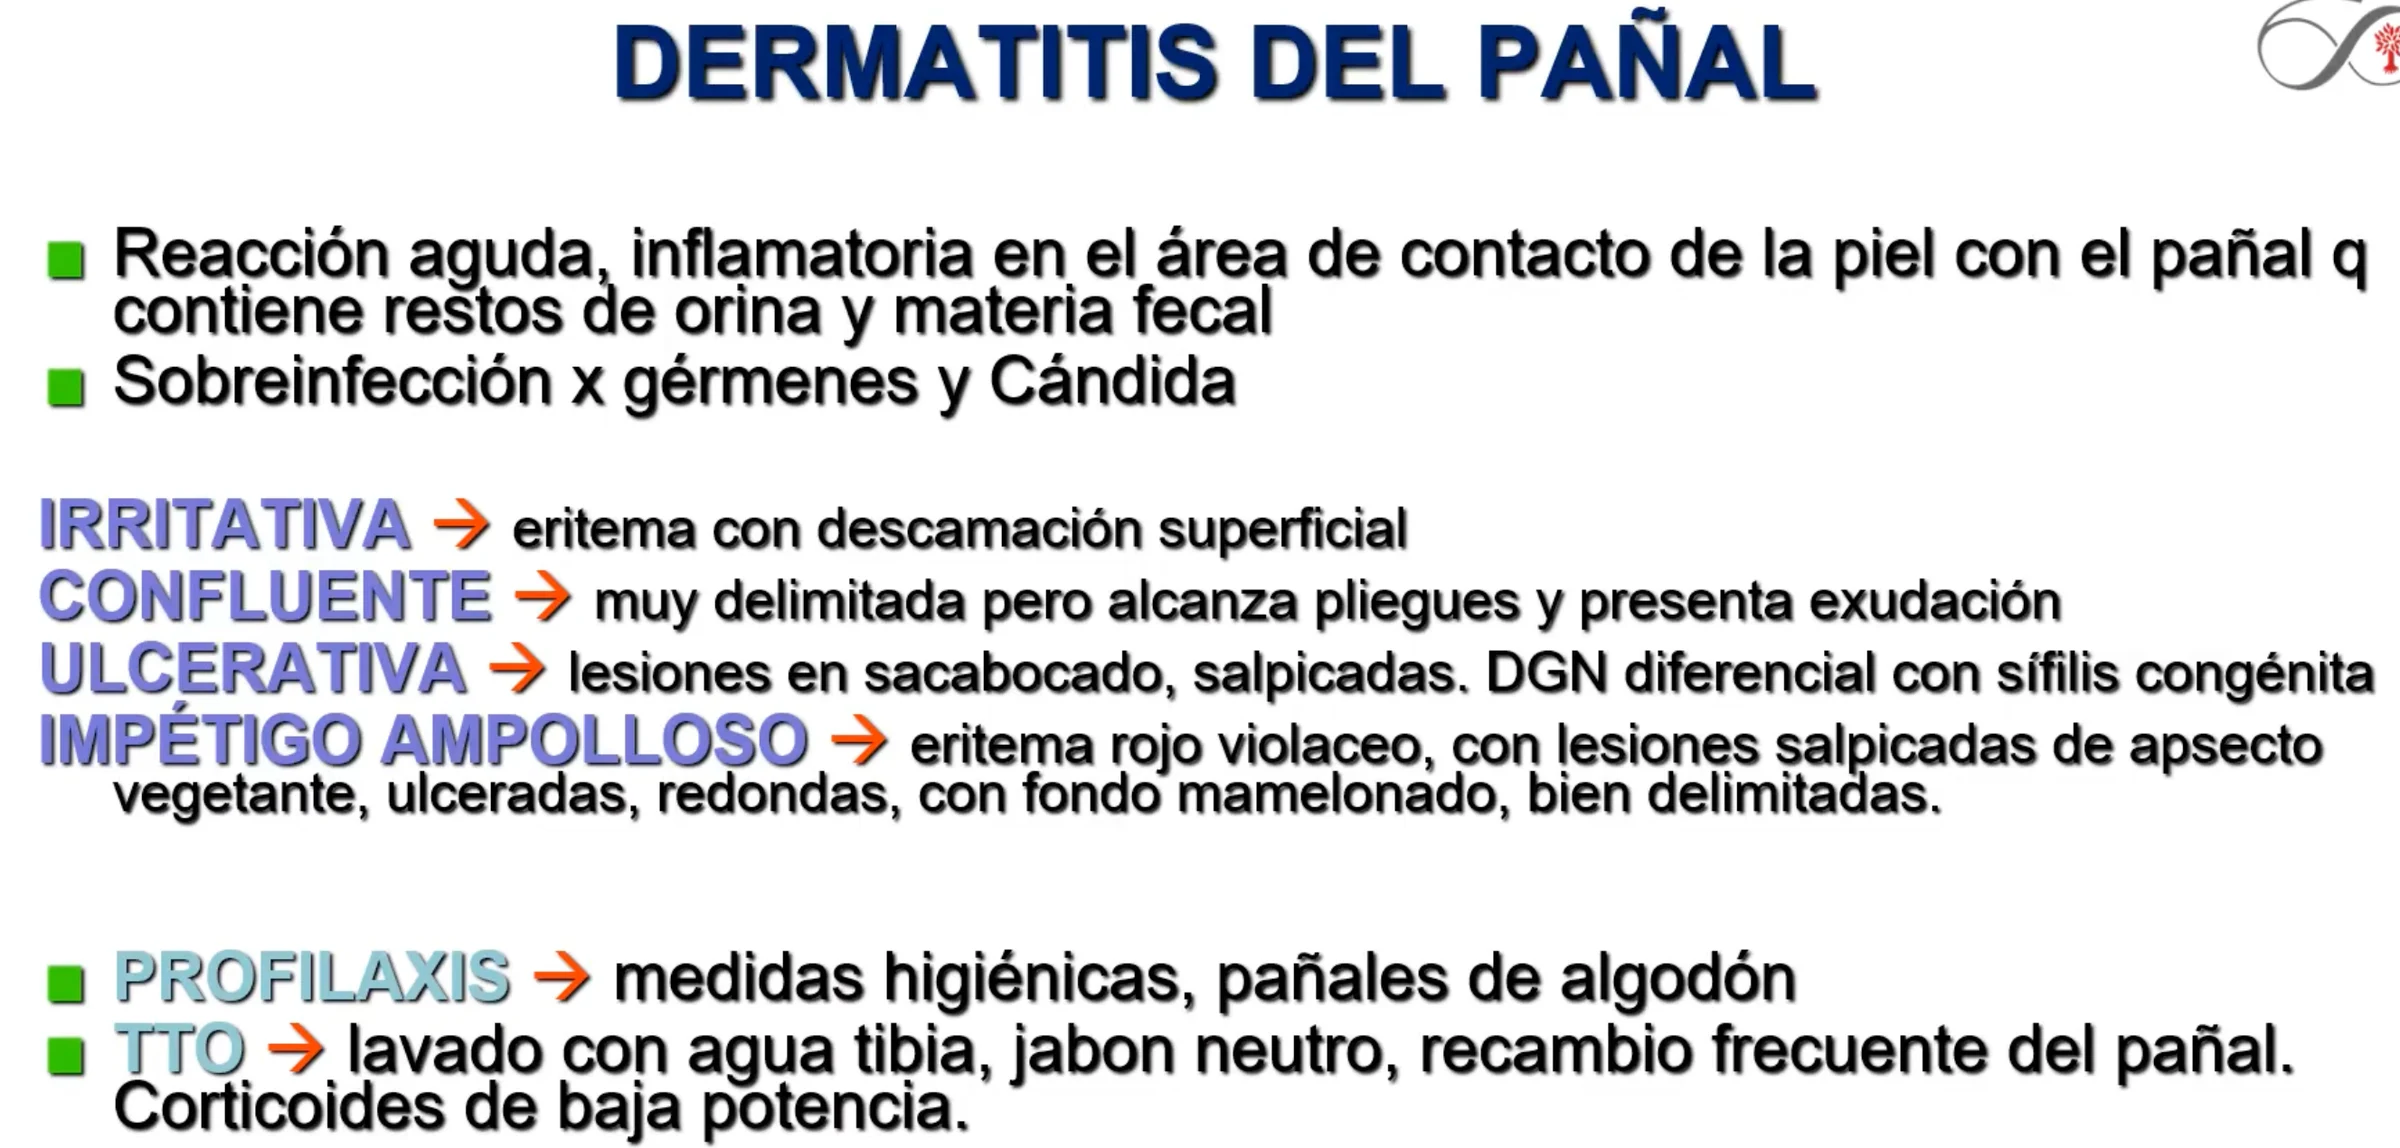 DERMATITIS DEL PAÑAL
Reacción aguda, inflamatoria en el área de contacto de la piel con el pañal q
contiene restos de orina y materia fecal
Sobreinfección x gérmenes y Cándida
IRRITATIVA → eritema con descamación superficial
CONFLUENTE → muy delimitada pero alcanza pliegues y presenta exudación
ULCERATIVA → lesiones en sacabocado, salpicadas. DGN diferencial con sífilis congénita
IMPÉTIGO AMPOLLOSO → eritema rojo violaceo, con lesiones salpicadas de apsecto
vegetante, ulceradas, redondas, con fondo mamelonado, bien delimitadas.
PROFILAXIS → medidas higiénicas, pañales de algodón
TTO → lavado con agua tibia, jabon neutro, recambio frecuente del pañal.
Corticoides de baja potencia.